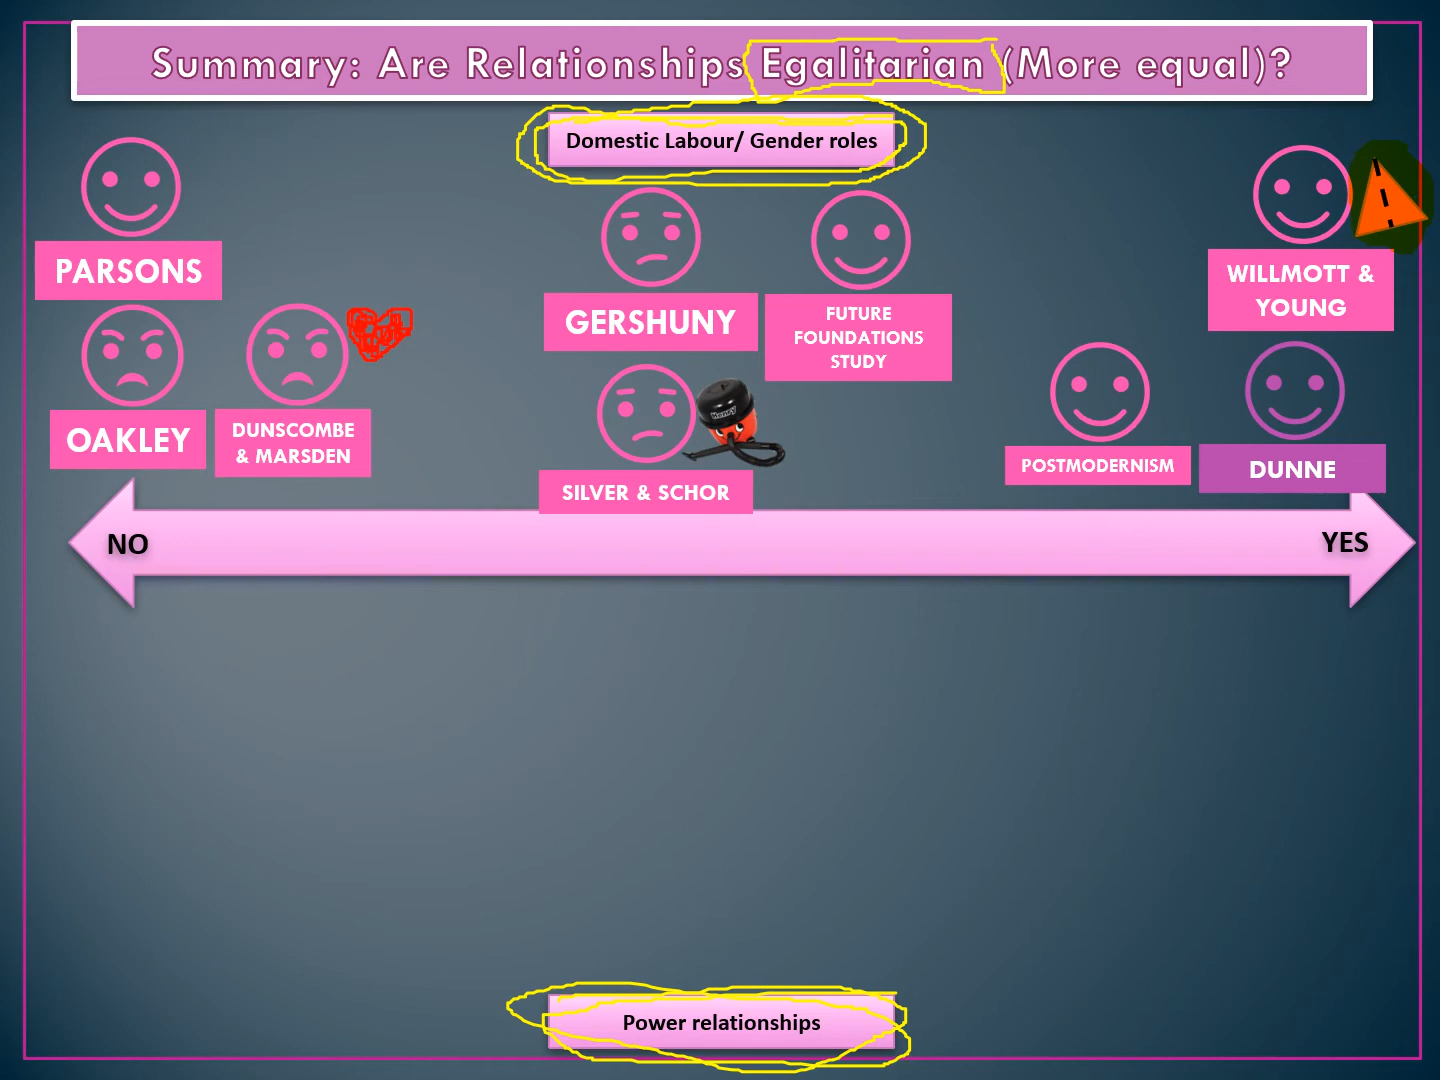 Summary: Are Relationships Egalitarian (More equal)?
Domestic Labour/ Gender roles
PARSONS
OAKLEY
DUNSCOMBE
& MARSDEN
GERSHUNY
FUTURE
FOUNDATIONS
STUDY
Henry
SILVER & SCHOR
WILLMOTT &
YOUNG
POSTMODERNISM
DUNNE
NO
YES
Power relationships